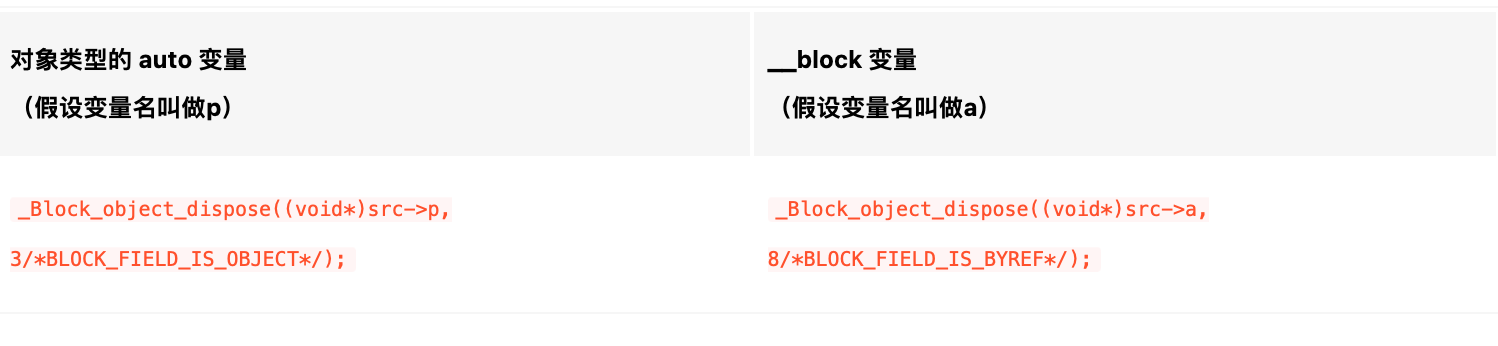 对象类型的 auto 变量
（假设变量名叫做p）
__block 变量
（假设变量名叫做a）
_Block_object_dispose((void*)src->p,
3/*BLOCK_FIELD_IS_OBJECT*/);
_Block_object_dispose((void*)src->a,
8/*BLOCK_FIELD_IS_BYREF*/);